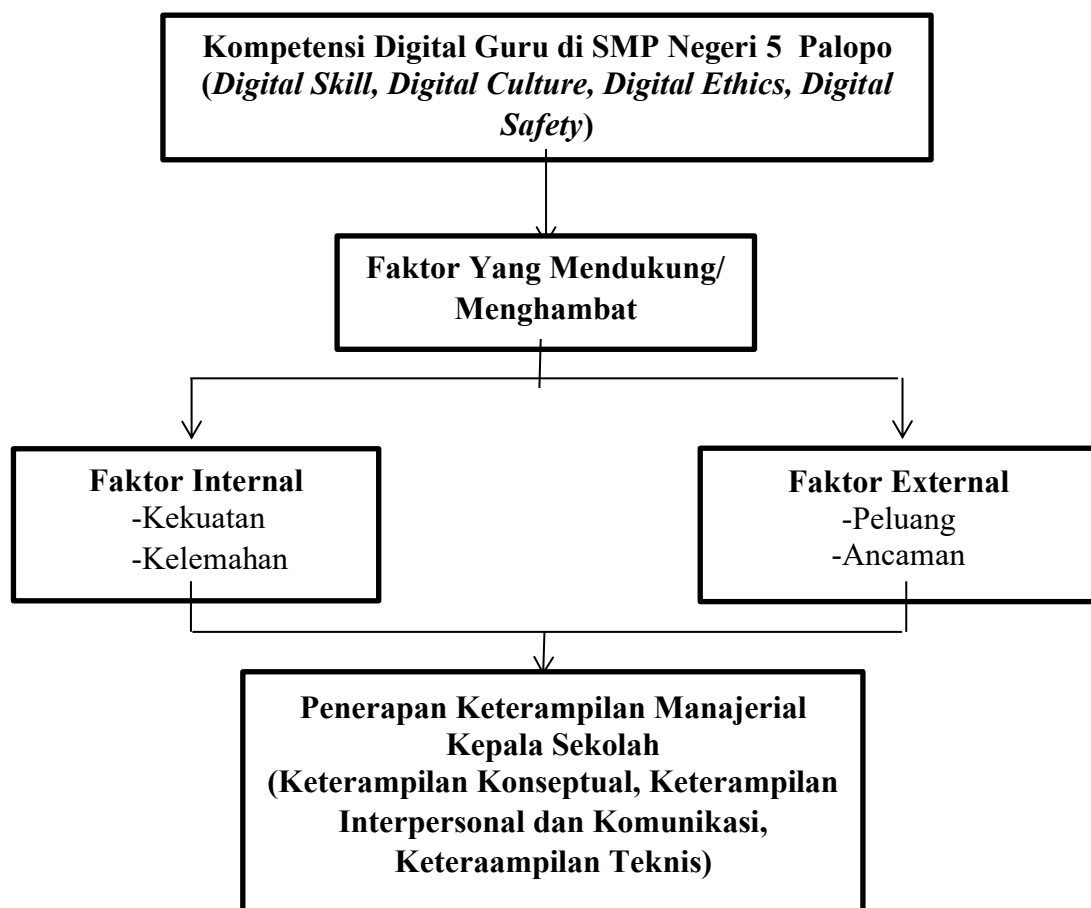 Kompetensi Digital Guru di SMP Negeri 5 Palopo
(Digital Skill, Digital Culture, Digital Ethics, Digital
Safety)
Faktor Yang Mendukung/
Menghambat
Faktor Internal
-Kekuatan
-Kelemahan
Faktor External
-Peluang
-Ancaman
Penerapan Keterampilan Manajerial
Kepala Sekolah
(Keterampilan Konseptual, Keterampilan
Interpersonal dan Komunikasi,
Keteraampilan Teknis)